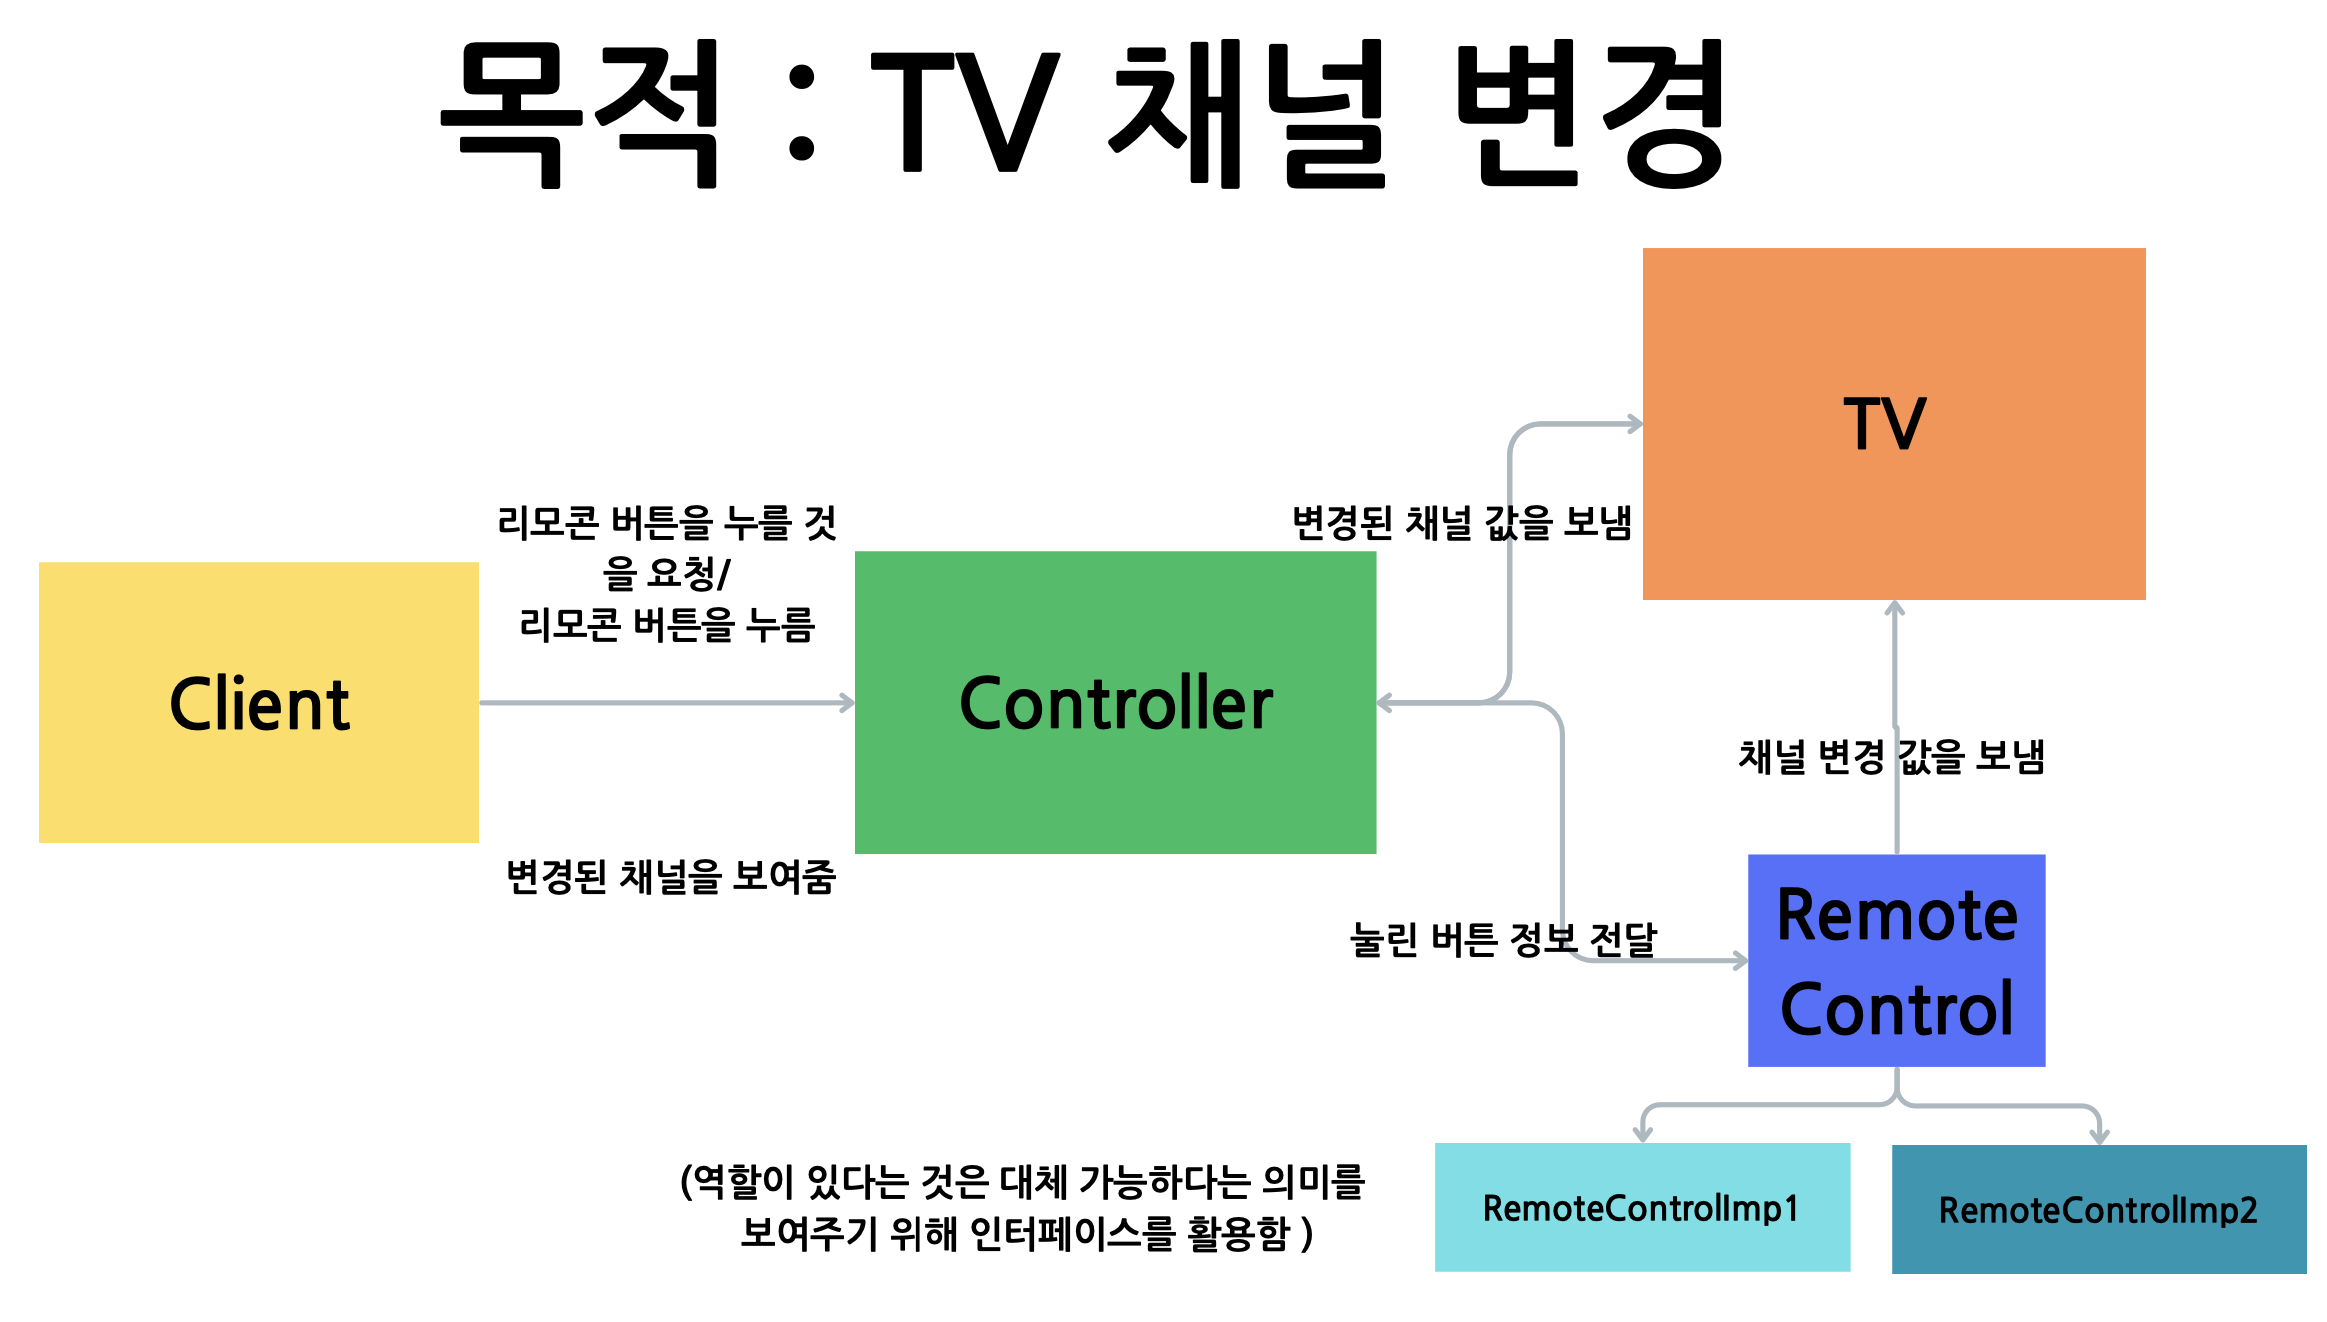 목적 : TV 채널 변경
TV
리모콘 버튼을 누를 것
을 요청/
리모콘 버튼을 누름
변경된 채널 값을 보냄
Client
Controller
채널 변경 값을 보냄
변경된 채널을 보여줌
눌린 버튼 정보 전달
Remote
Control
(역할이 있다는 것은 대체 가능하다는 의미를
보여주기 위해 인터페이스를 활용함 )
RemoteControlImp1
RemoteControlImp2